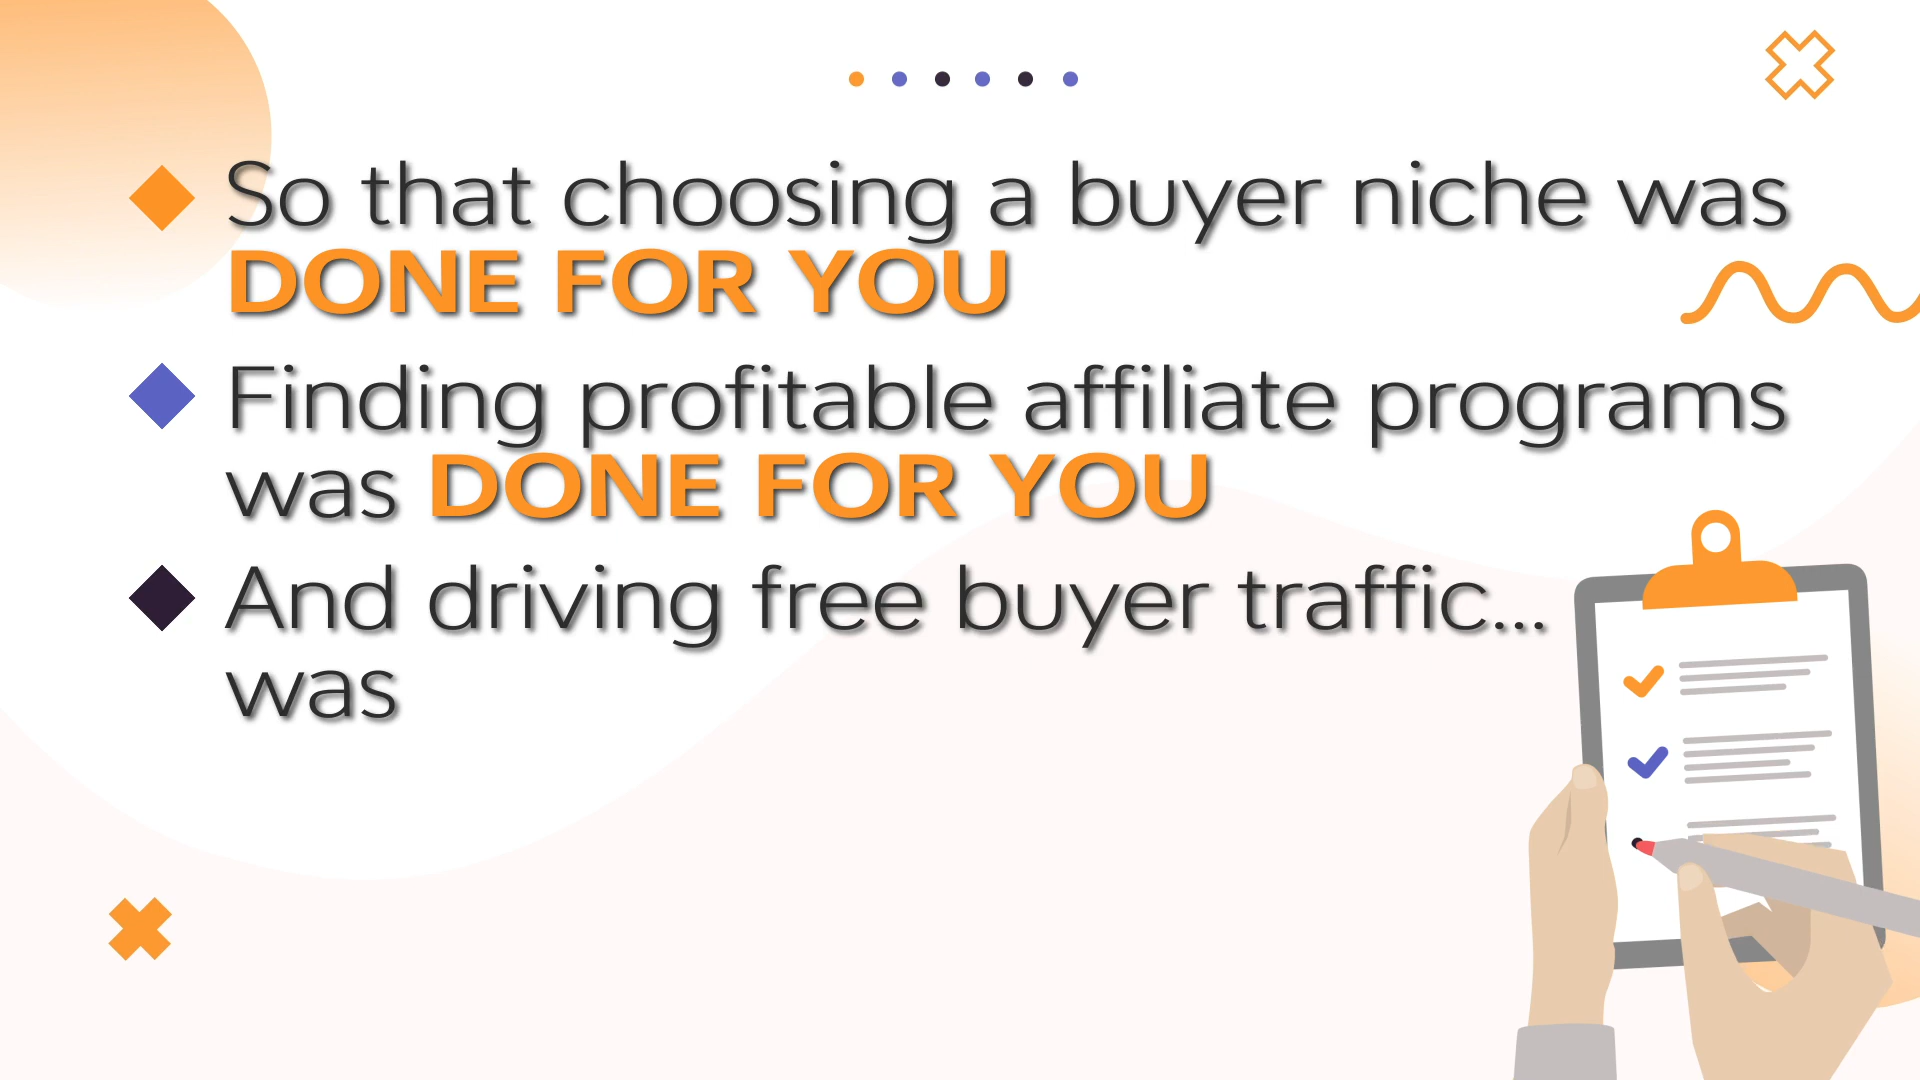 So that choosing a buyer niche was
DONE FOR YOU
Finding profitable affiliate programs
was DONE FOR YOU
And driving free buyer traffic...
was